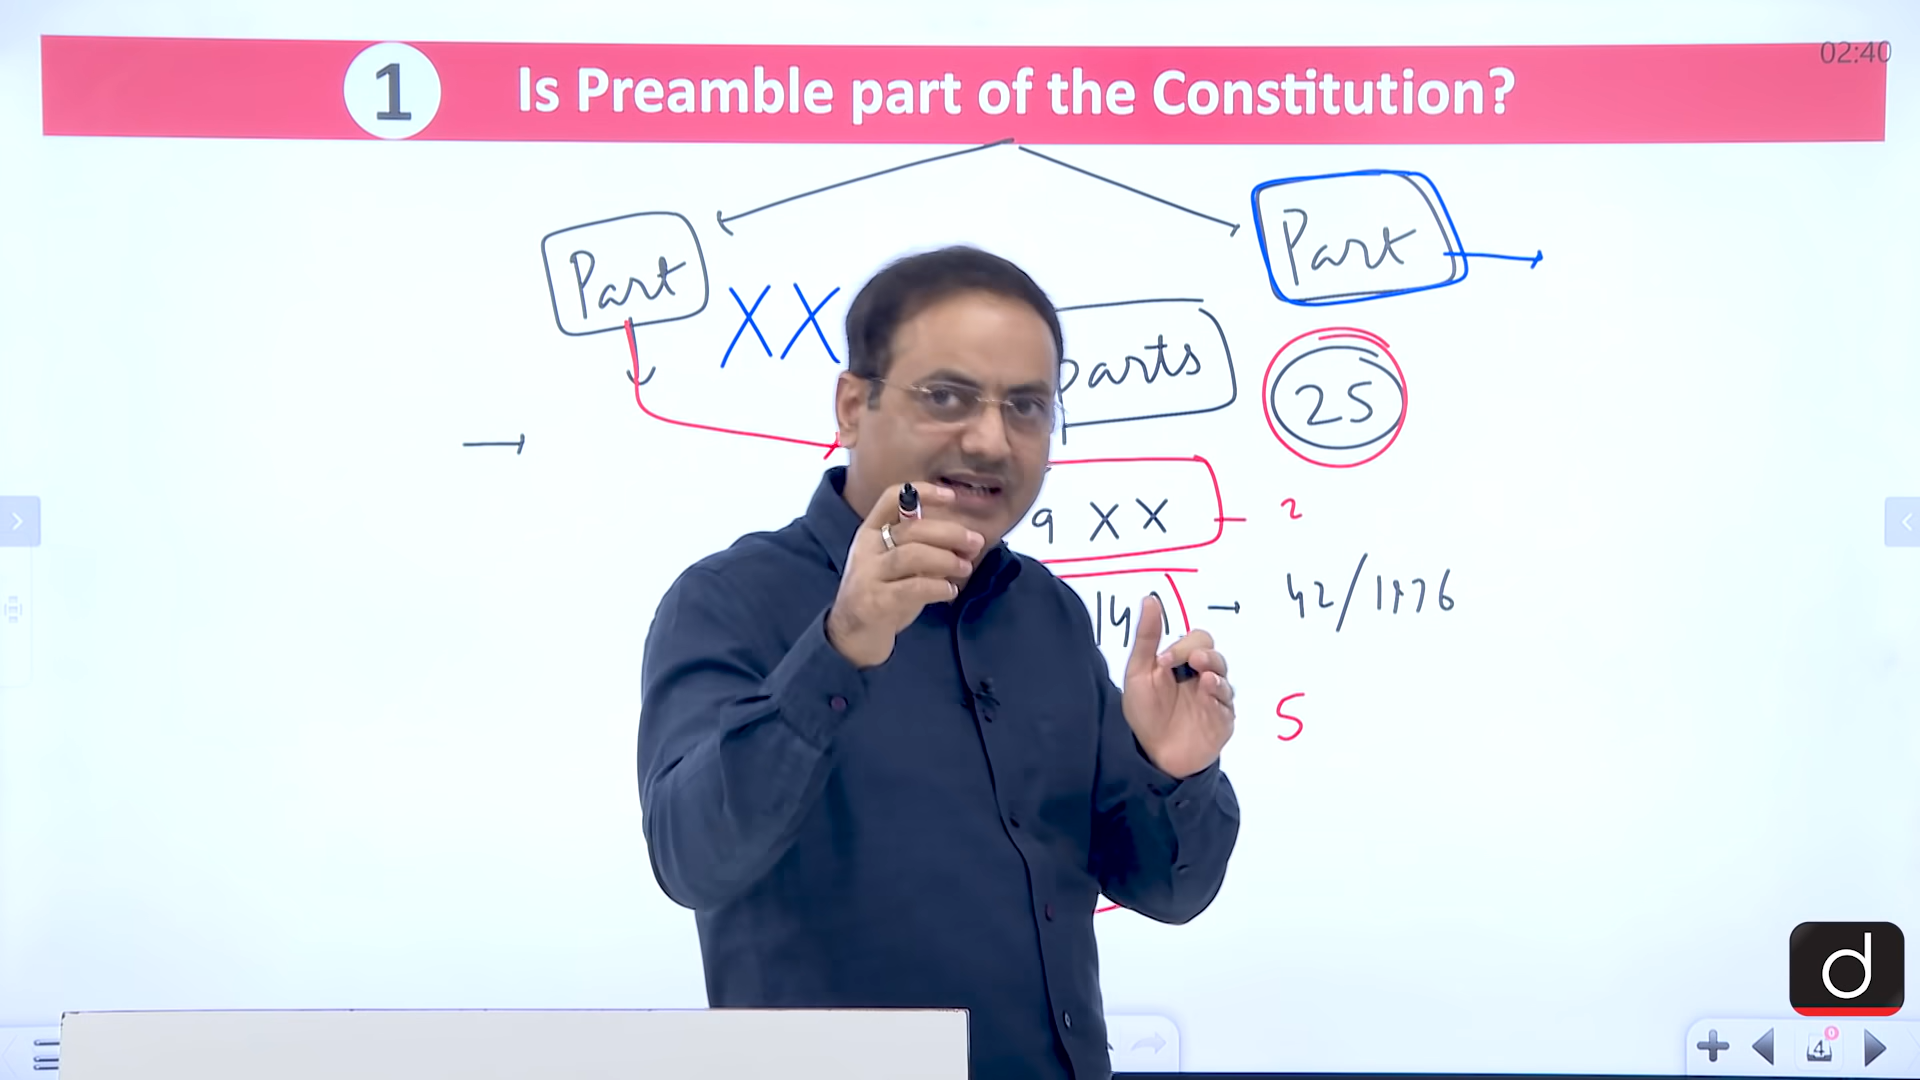 02:40
1 Is Preamble part of the Constitution?
Part
Part
XX
parts
25
9 X X
2
42/1976
5
d
4
0